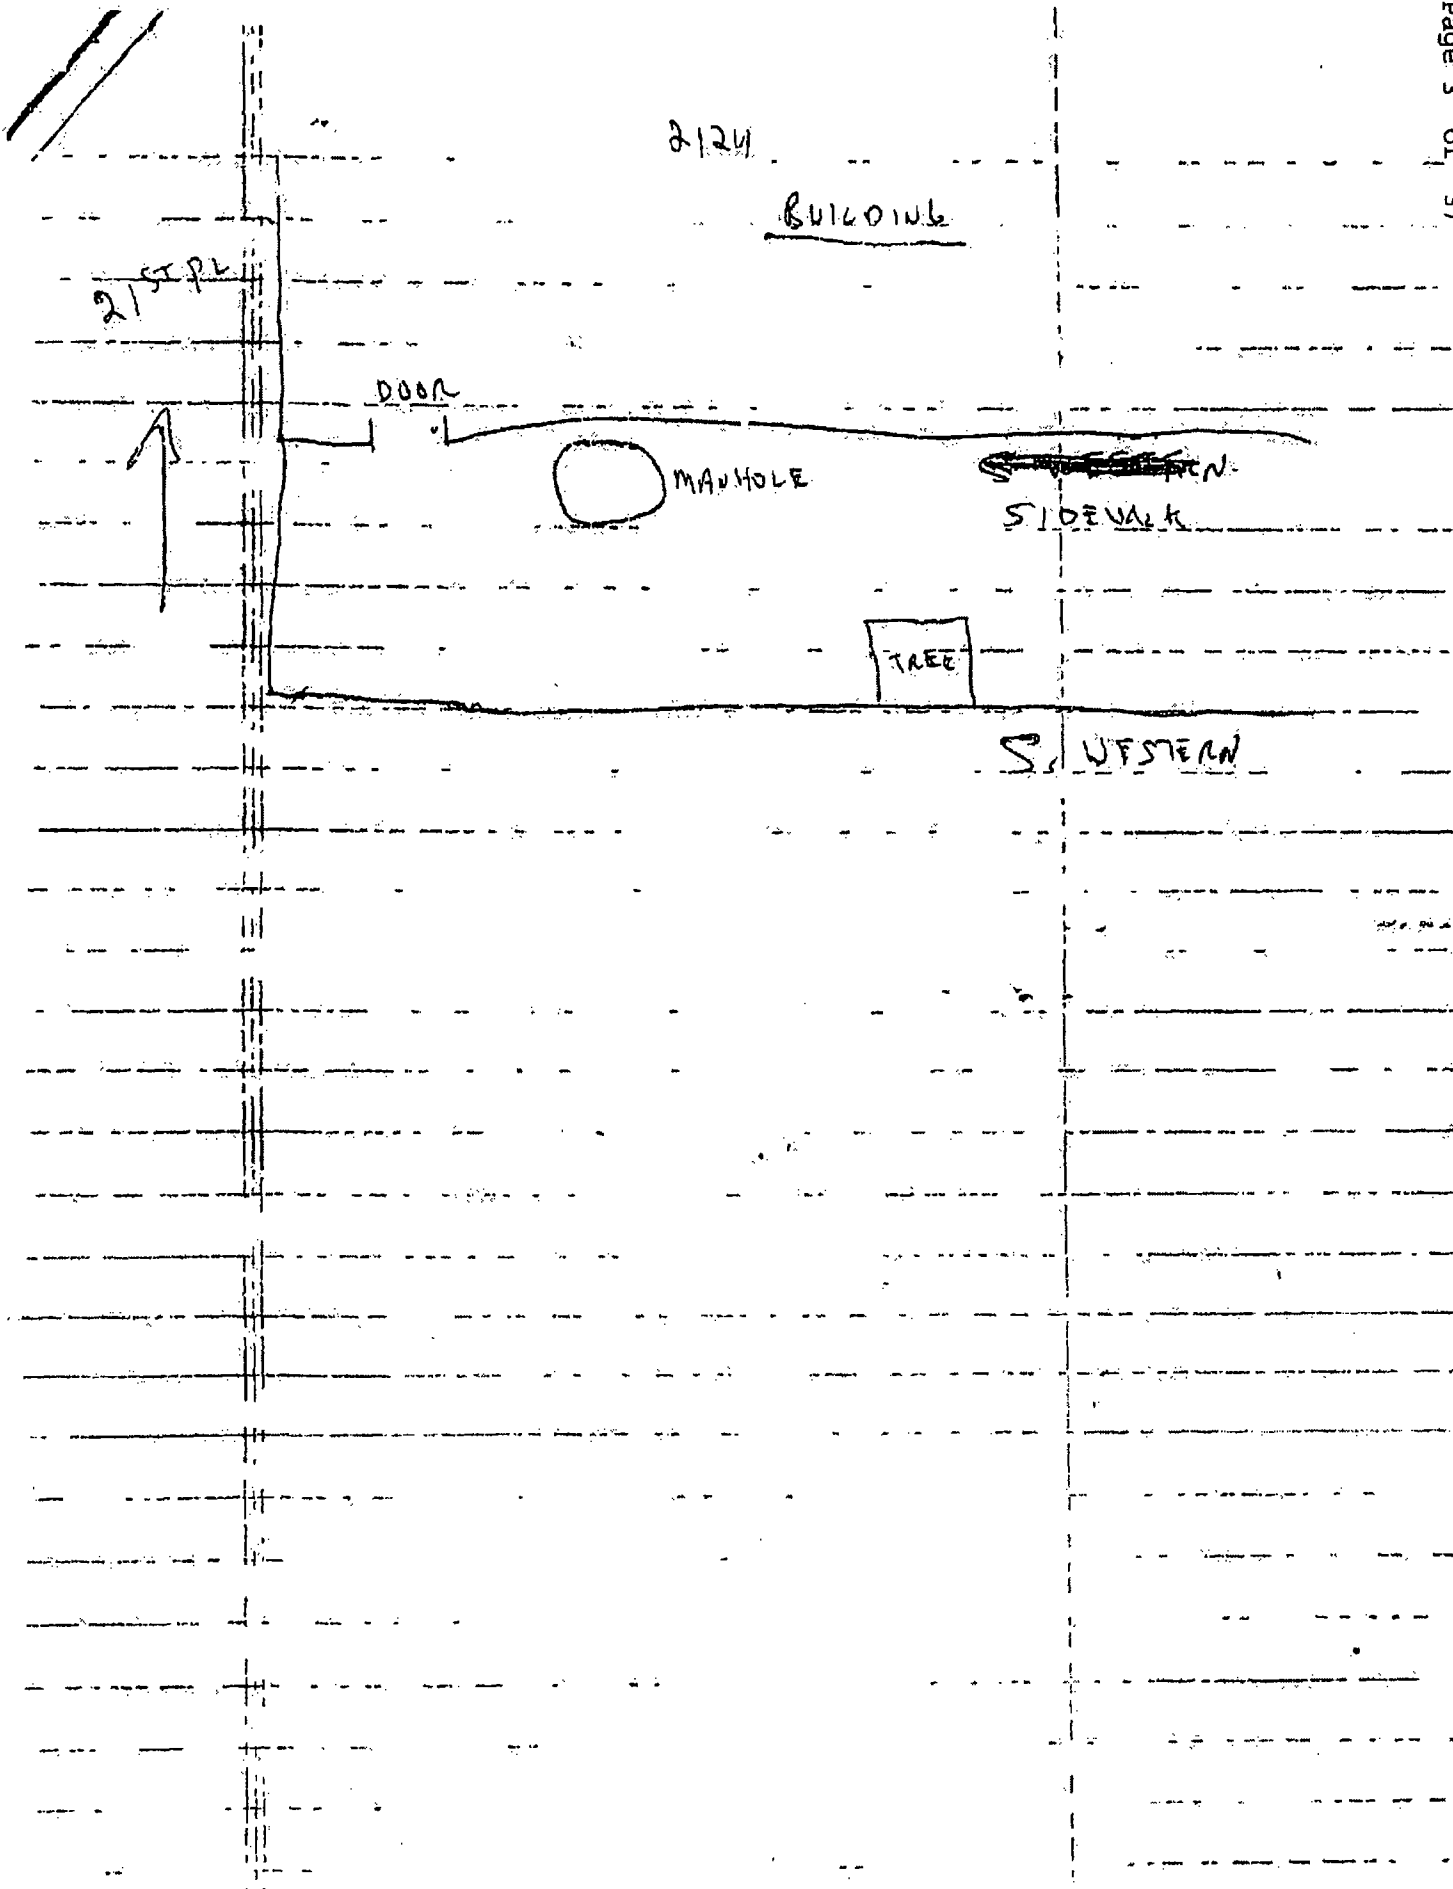 2124
BUILDING
21ST PL
DOOR
MANHOLE
SIDEWALK
TREE
S. WESTERN